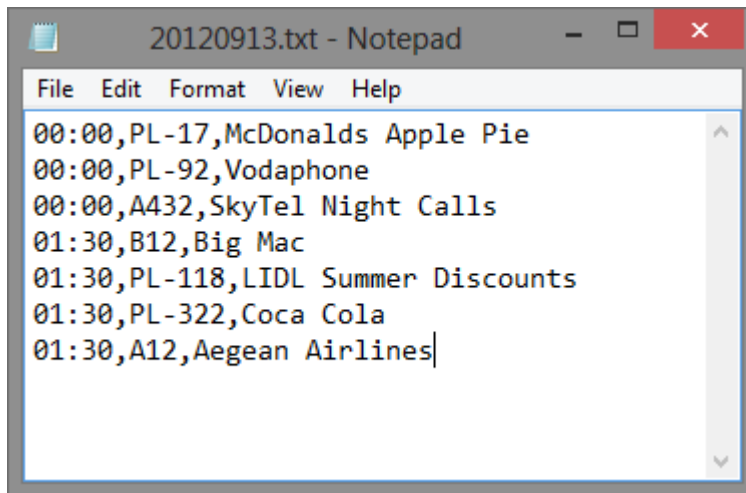 20120913.txt - Notepad
File Edit Format View Help
00:00,PL-17,McDonalds Apple Pie
00:00,PL-92,Vodaphone
00:00,A432,SkyTel Night Calls
01:30,B12,Big Mac
01:30,PL-118,LIDL Summer Discounts
01:30,PL-322,Coca Cola
01:30,A12,Aegean Airlines